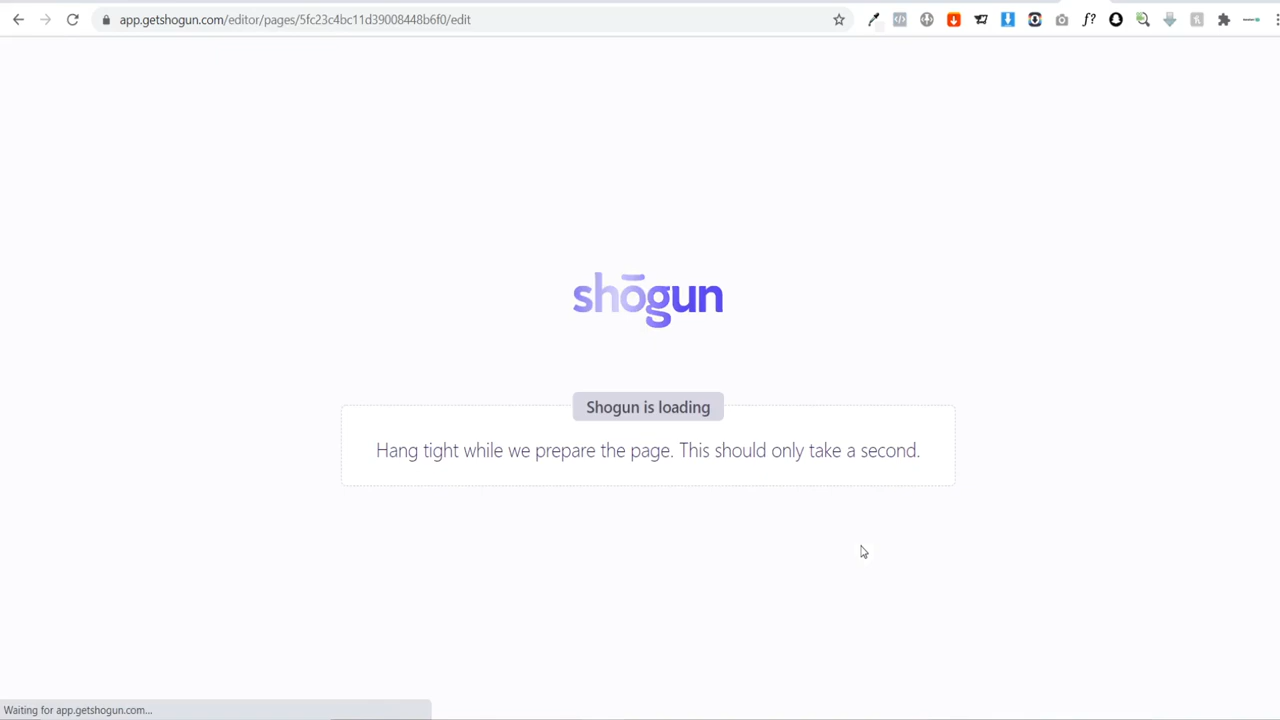 app.getshogun.com/editor/pages/5fc23c4bc11d39008448b6f0/edit
f?
shōgun
Shogun is loading
Hang tight while we prepare the page. This should only take a second.
Waiting for app.getshogun.com...